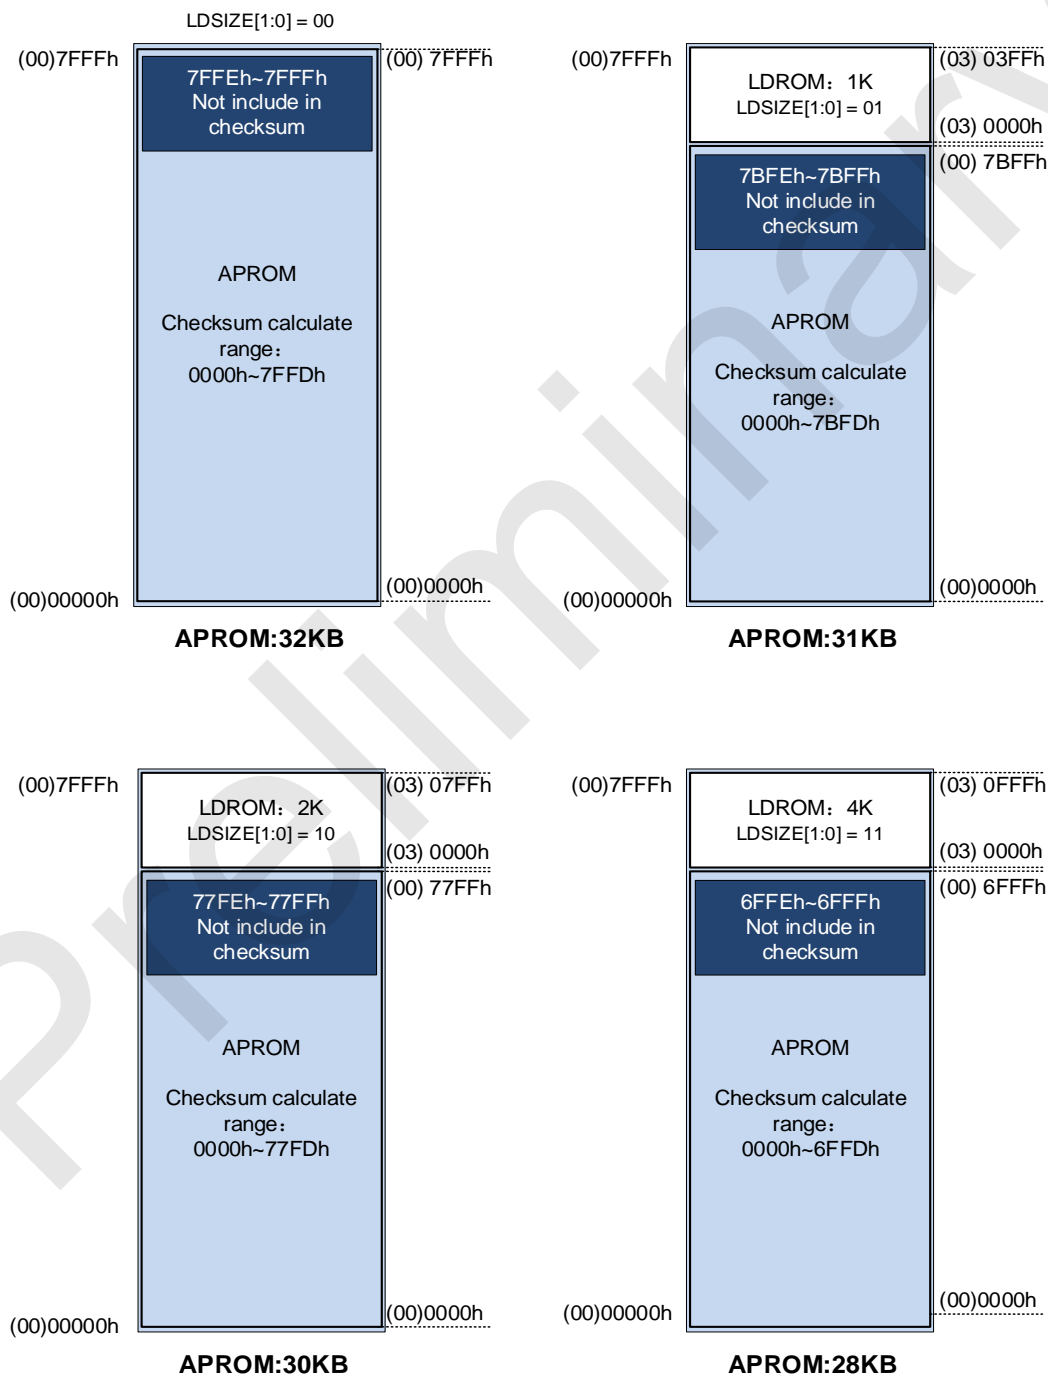 LDSIZE[1:0] = 00
(00)7FFFh
(00) 7FFFh
7FFEh~7FFFh
Not include in
checksum
APROM
Checksum calculate
range：
0000h~7FFDh
(00)00000h
(00)0000h
APROM:32KB
(00)7FFFh
(03) 03FFh
LDROM：1K
LDSIZE[1:0] = 01
(03) 0000h
(00) 7BFFh
7BFEh~7BFFh
Not include in
checksum
APROM
Checksum calculate
range：
0000h~7BFDh
(00)00000h
(00)0000h
APROM:31KB
(00)7FFFh
(03) 07FFh
LDROM：2K
LDSIZE[1:0] = 10
(03) 0000h
(00) 77FFh
77FEh~77FFh
Not include in
checksum
APROM
Checksum calculate
range：
0000h~77FDh
(00)00000h
(00)0000h
APROM:30KB
(00)7FFFh
(03) 0FFFh
LDROM：4K
LDSIZE[1:0] = 11
(03) 0000h
(00) 6FFFh
6FFEh~6FFFh
Not include in
checksum
APROM
Checksum calculate
range：
0000h~6FFDh
(00)00000h
(00)0000h
APROM:28KB
Preliminary